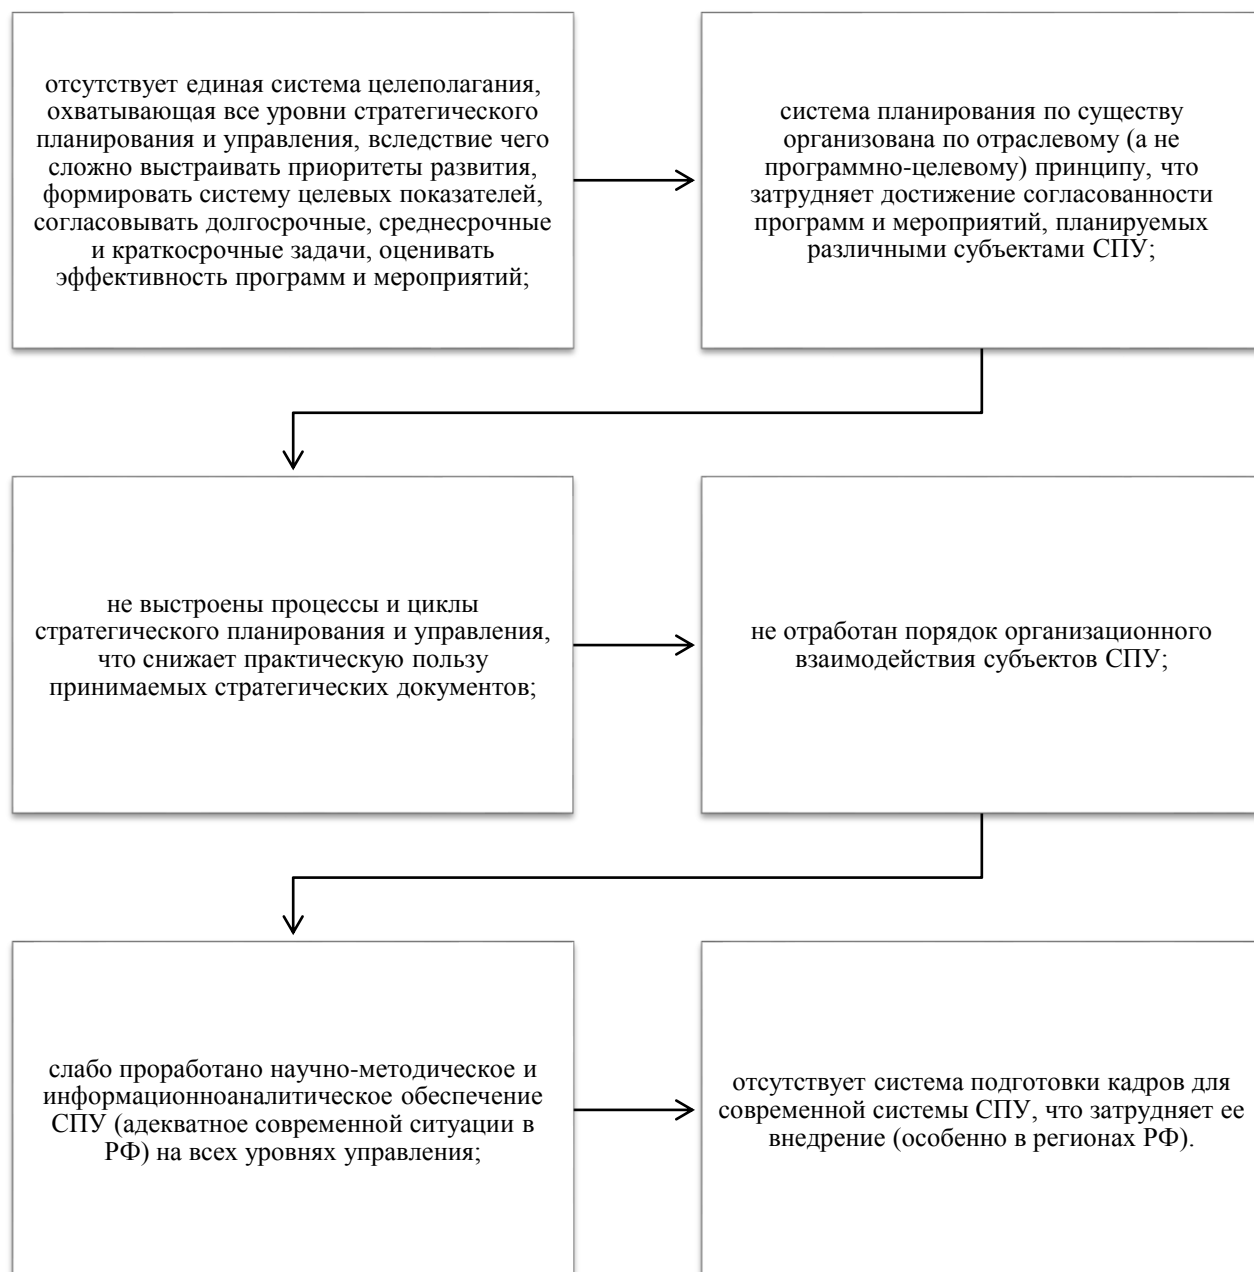 отсутствует единая система целеполагания,
охватывающая все уровни стратегического
планирования и управления, вследствие чего
сложно выстраивать приоритеты развития,
формировать систему целевых показателей,
согласовывать долгосрочные, среднесрочные
и краткосрочные задачи, оценивать
эффективность программ и мероприятий;
система планирования по существу
организована по отраслевому (а не
программно-целевому) принципу, что
затрудняет достижение согласованности
программ и мероприятий, планируемых
различными субъектами СПУ;
не выстроены процессы и циклы
стратегического планирования и управления,
что снижает практическую пользу
принимаемых стратегических документов;
не отработан порядок организационного
взаимодействия субъектов СПУ;
слабо проработано научно-методическое и
информационноаналитическое обеспечение
СПУ (адекватное современной ситуации в
РФ) на всех уровнях управления;
отсутствует система подготовки кадров для
современной системы СПУ, что затрудняет ее
внедрение (особенно в регионах РФ).